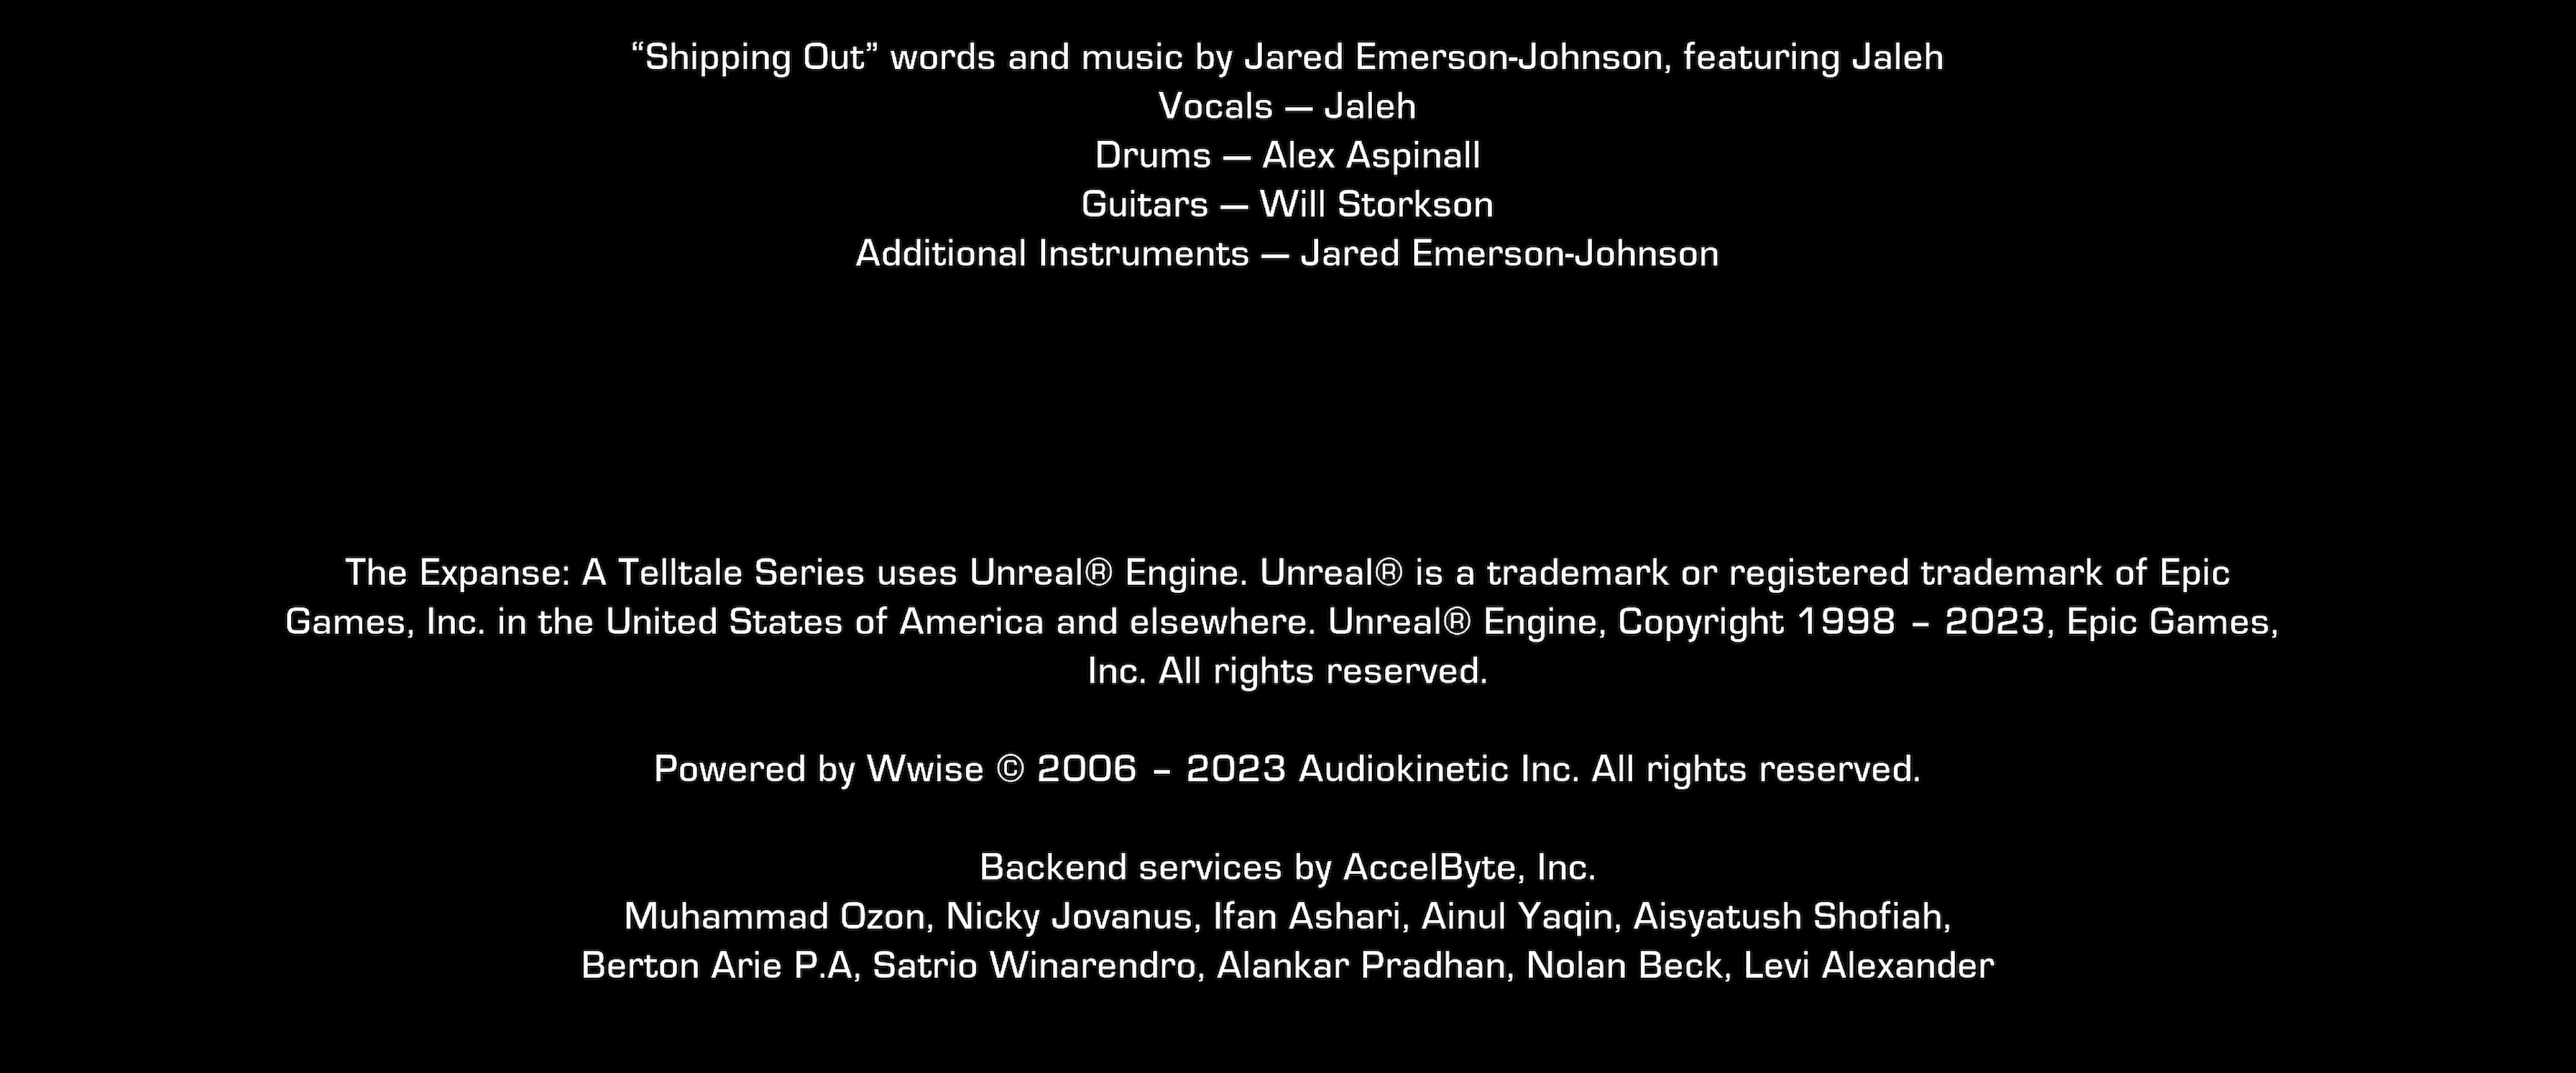 “Shipping Out” words and music by Jared Emerson-Johnson, featuring Jaleh
Vocals — Jaleh
Drums — Alex Aspinall
Guitars — Will Storkson
Additional Instruments — Jared Emerson-Johnson
The Expanse: A Telltale Series uses Unreal® Engine. Unreal® is a trademark or registered trademark of Epic
Games, Inc. in the United States of America and elsewhere. Unreal® Engine, Copyright 1998 – 2023, Epic Games,
Inc. All rights reserved.
Powered by Wwise © 2006 – 2023 Audiokinetic Inc. All rights reserved.
Backend services by AccelByte, Inc.
Muhammad Ozon, Nicky Jovanus, Ifan Ashari, Ainul Yaqin, Aisyatush Shofiah,
Berton Arie P.A, Satrio Winarendro, Alankar Pradhan, Nolan Beck, Levi Alexander